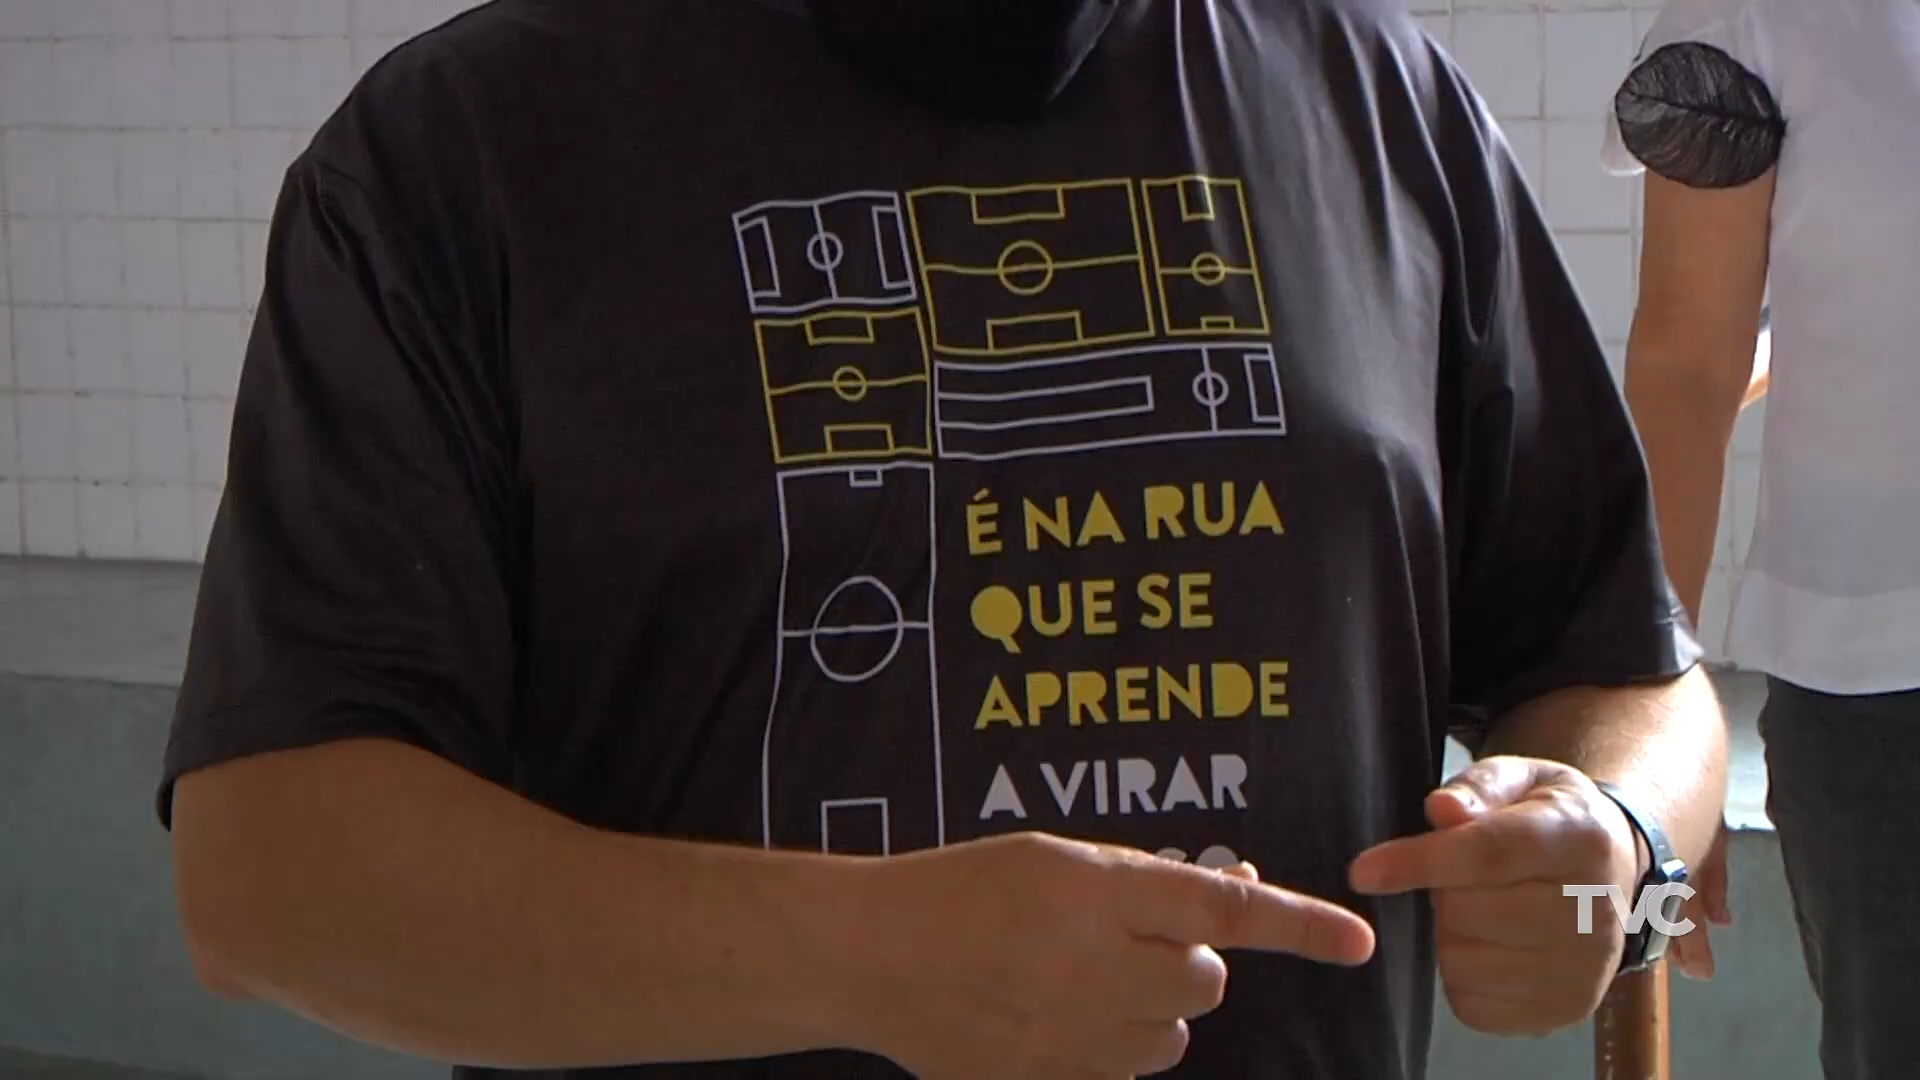 É NA RUA
QUE SE
APRENDE
A VIRAR
TVC